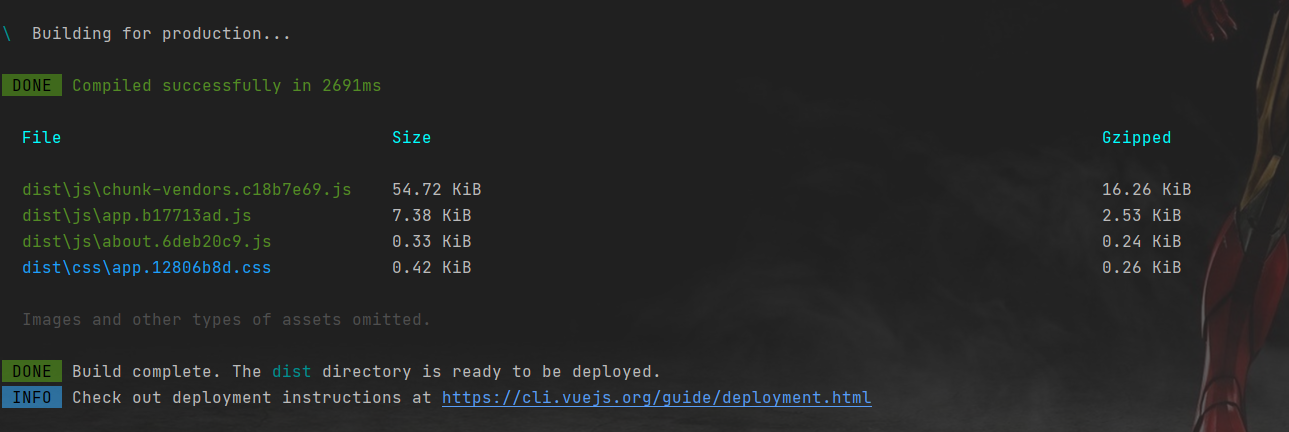 \ Building for production...
DONE Compiled successfully in 2691ms
File Size Gzipped
dist\js\chunk-vendors.c18b7e69.js 54.72 KiB 16.26 KiB
dist\js\app.b17713ad.js 7.38 KiB 2.53 KiB
dist\js\about.6deb20c9.js 0.33 KiB 0.24 KiB
dist\css\app.12806b8d.css 0.42 KiB 0.26 KiB
Images and other types of assets omitted.
DONE Build complete. The dist directory is ready to be deployed.
INFO Check out deployment instructions at https://cli.vuejs.org/guide/deployment.html